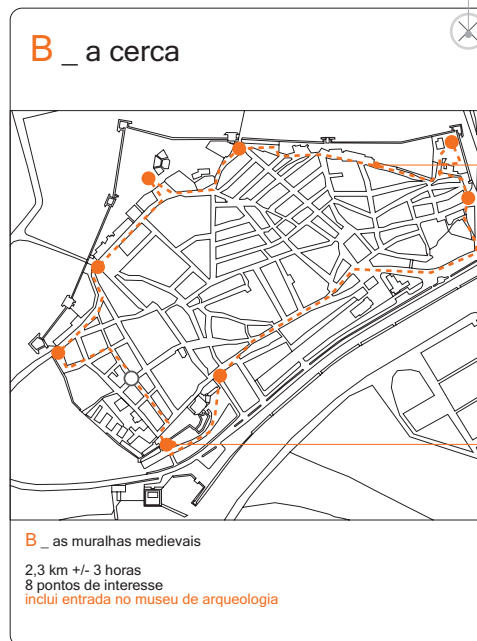 B _ a cerca
B _ as muralhas medievais
2,3 km +/- 3 horas
8 pontos de interesse
inclui entrada no museu de arqueologia